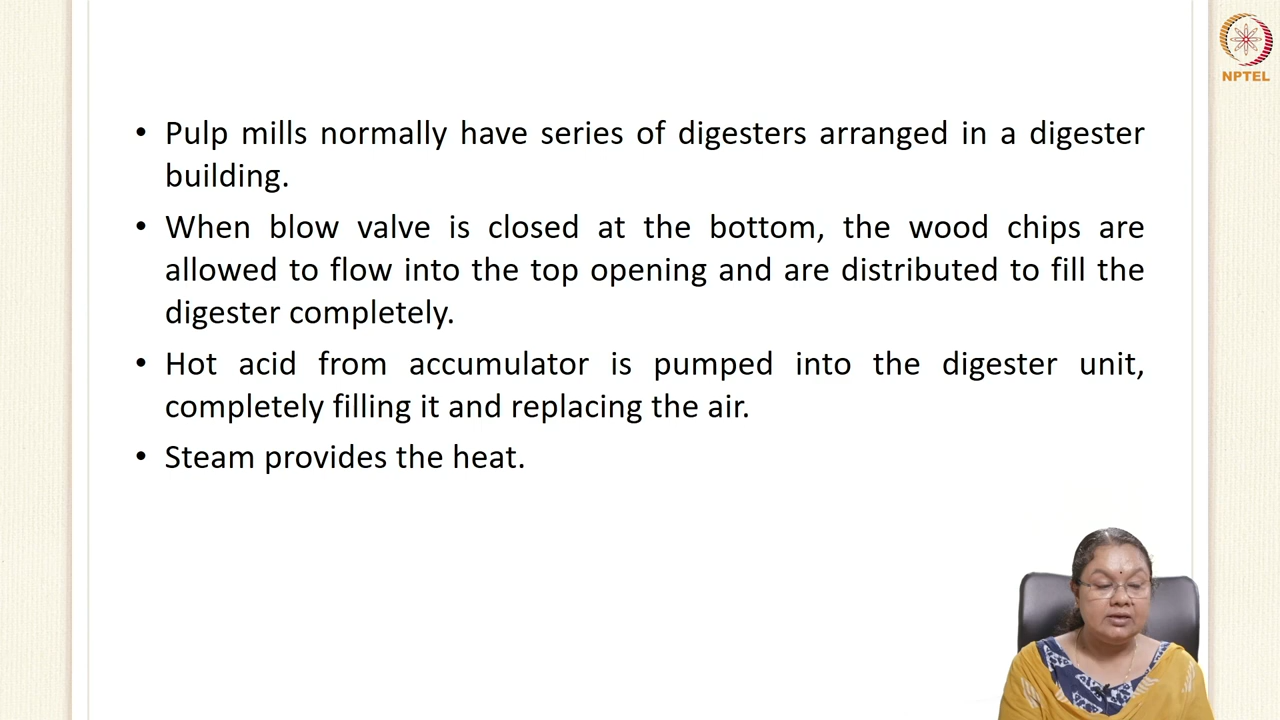 NPTEL
• Pulp mills normally have series of digesters arranged in a digester
building.
• When blow valve is closed at the bottom, the wood chips are
allowed to flow into the top opening and are distributed to fill the
digester completely.
• Hot acid from accumulator is pumped into the digester unit,
completely filling it and replacing the air.
• Steam provides the heat.